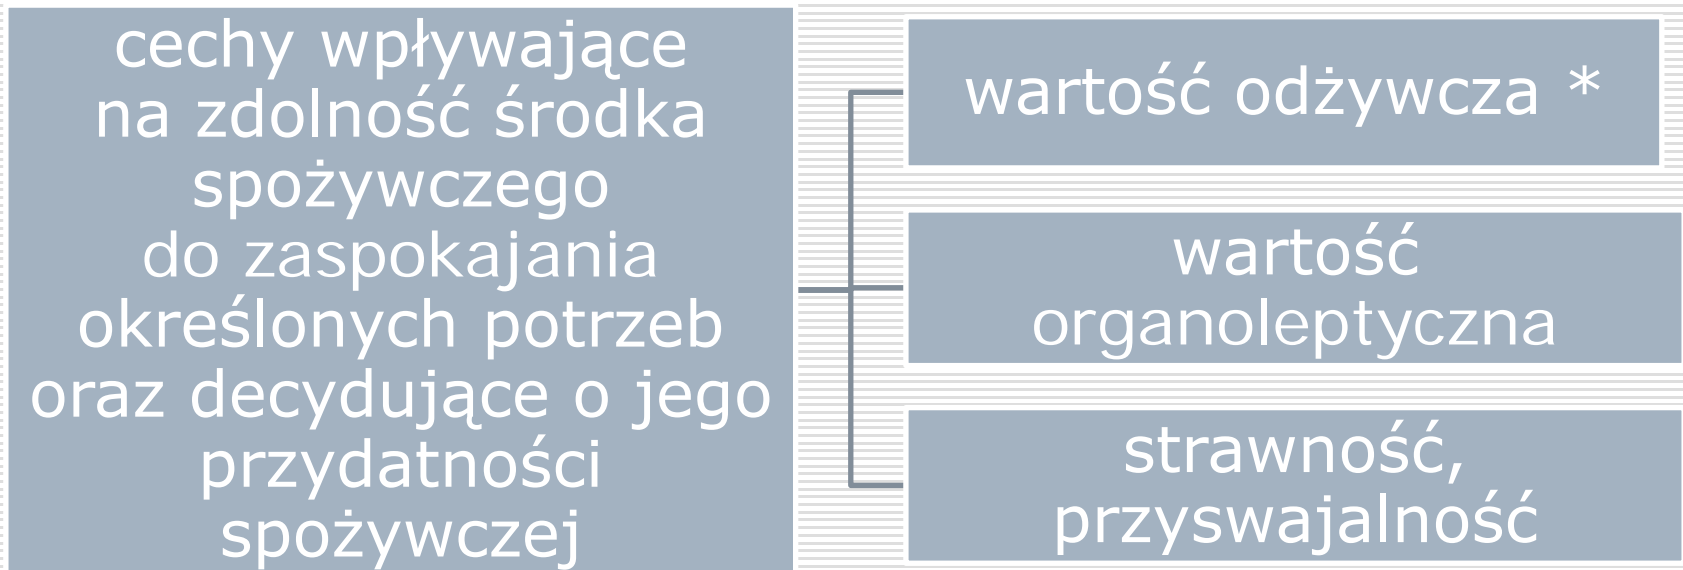 cechy wpływające
na zdolność środka
spożywczego
do zaspokajania
określonych potrzeb
oraz decydujące o jego
przydatności
spożywczej
wartość odżywcza *
wartość
organoleptyczna
strawność,
przyswajalność